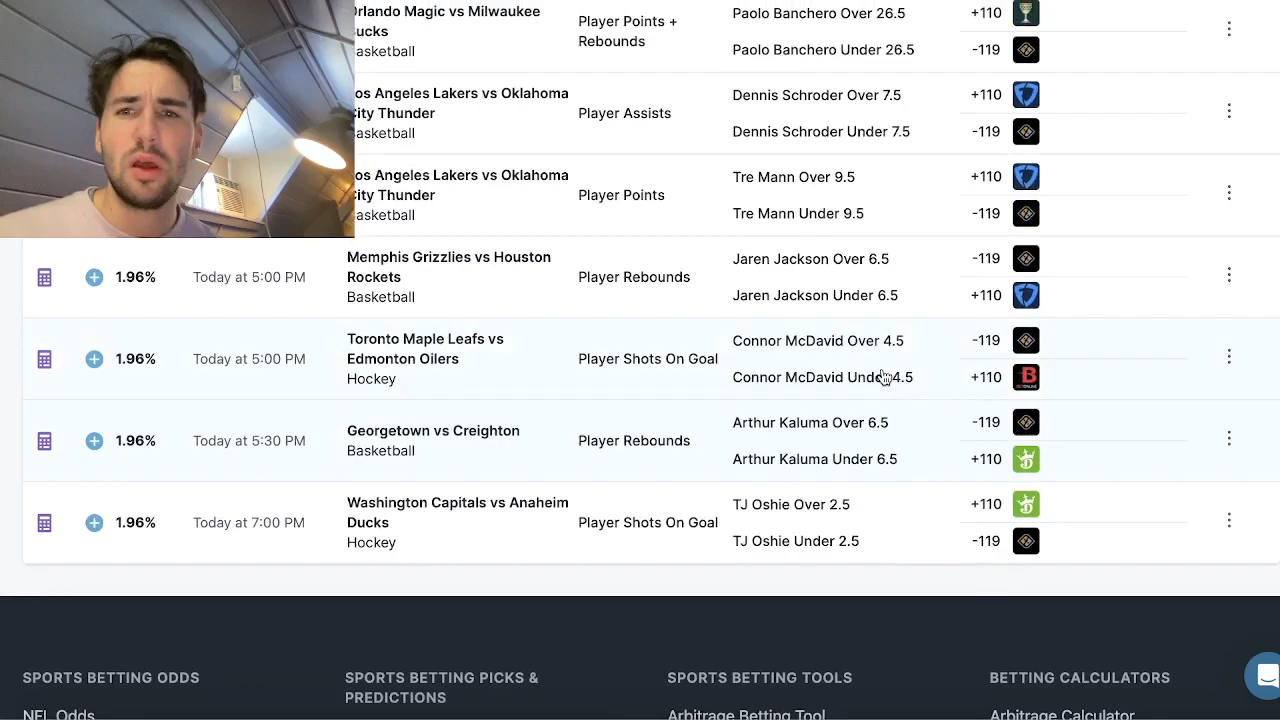 Orlando Magic vs Milwaukee
Bucks
Basketball
Player Points +
Rebounds
Paolo Banchero Over 26.5
+110
Paolo Banchero Under 26.5
-119
Los Angeles Lakers vs Oklahoma
City Thunder
Basketball
Player Assists
Dennis Schroder Over 7.5
+110
Dennis Schroder Under 7.5
-119
Los Angeles Lakers vs Oklahoma
City Thunder
Basketball
Player Points
Tre Mann Over 9.5
+110
Tre Mann Under 9.5
-119
1.96%
Today at 5:00 PM
Memphis Grizzlies vs Houston
Rockets
Basketball
Player Rebounds
Jaren Jackson Over 6.5
-119
Jaren Jackson Under 6.5
+110
1.96%
Today at 5:00 PM
Toronto Maple Leafs vs
Edmonton Oilers
Hockey
Player Shots On Goal
Connor McDavid Over 4.5
-119
Connor McDavid Under 4.5
+110
B
BETONLINE
1.96%
Today at 5:30 PM
Georgetown vs Creighton
Basketball
Player Rebounds
Arthur Kaluma Over 6.5
-119
Arthur Kaluma Under 6.5
+110
1.96%
Today at 7:00 PM
Washington Capitals vs Anaheim
Ducks
Hockey
Player Shots On Goal
TJ Oshie Over 2.5
+110
TJ Oshie Under 2.5
-119
SPORTS BETTING ODDS
NFL Odds
SPORTS BETTING PICKS &
PREDICTIONS
SPORTS BETTING TOOLS
Arbitrage Betting Tool
BETTING CALCULATORS
Arbitrage Calculator